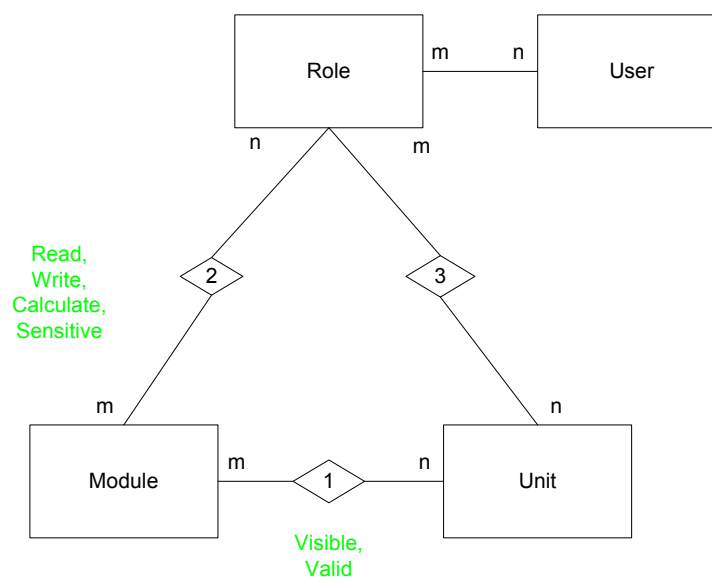 Role
m
n
User
n
m
Read,
Write,
Calculate,
Sensitive
2
3
m
n
Module
m
1
n
Unit
Visible,
Valid